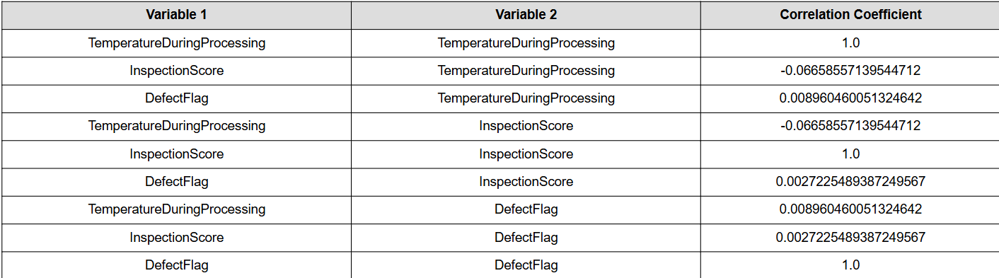 Variable 1 Variable 2 Correlation Coefficient
TemperatureDuringProcessing TemperatureDuringProcessing 1.0
InspectionScore TemperatureDuringProcessing -0.06658557139544712
DefectFlag TemperatureDuringProcessing 0.008960460051324642
TemperatureDuringProcessing InspectionScore -0.06658557139544712
InspectionScore InspectionScore 1.0
DefectFlag InspectionScore 0.0027225489387249567
TemperatureDuringProcessing DefectFlag 0.008960460051324642
InspectionScore DefectFlag 0.0027225489387249567
DefectFlag DefectFlag 1.0